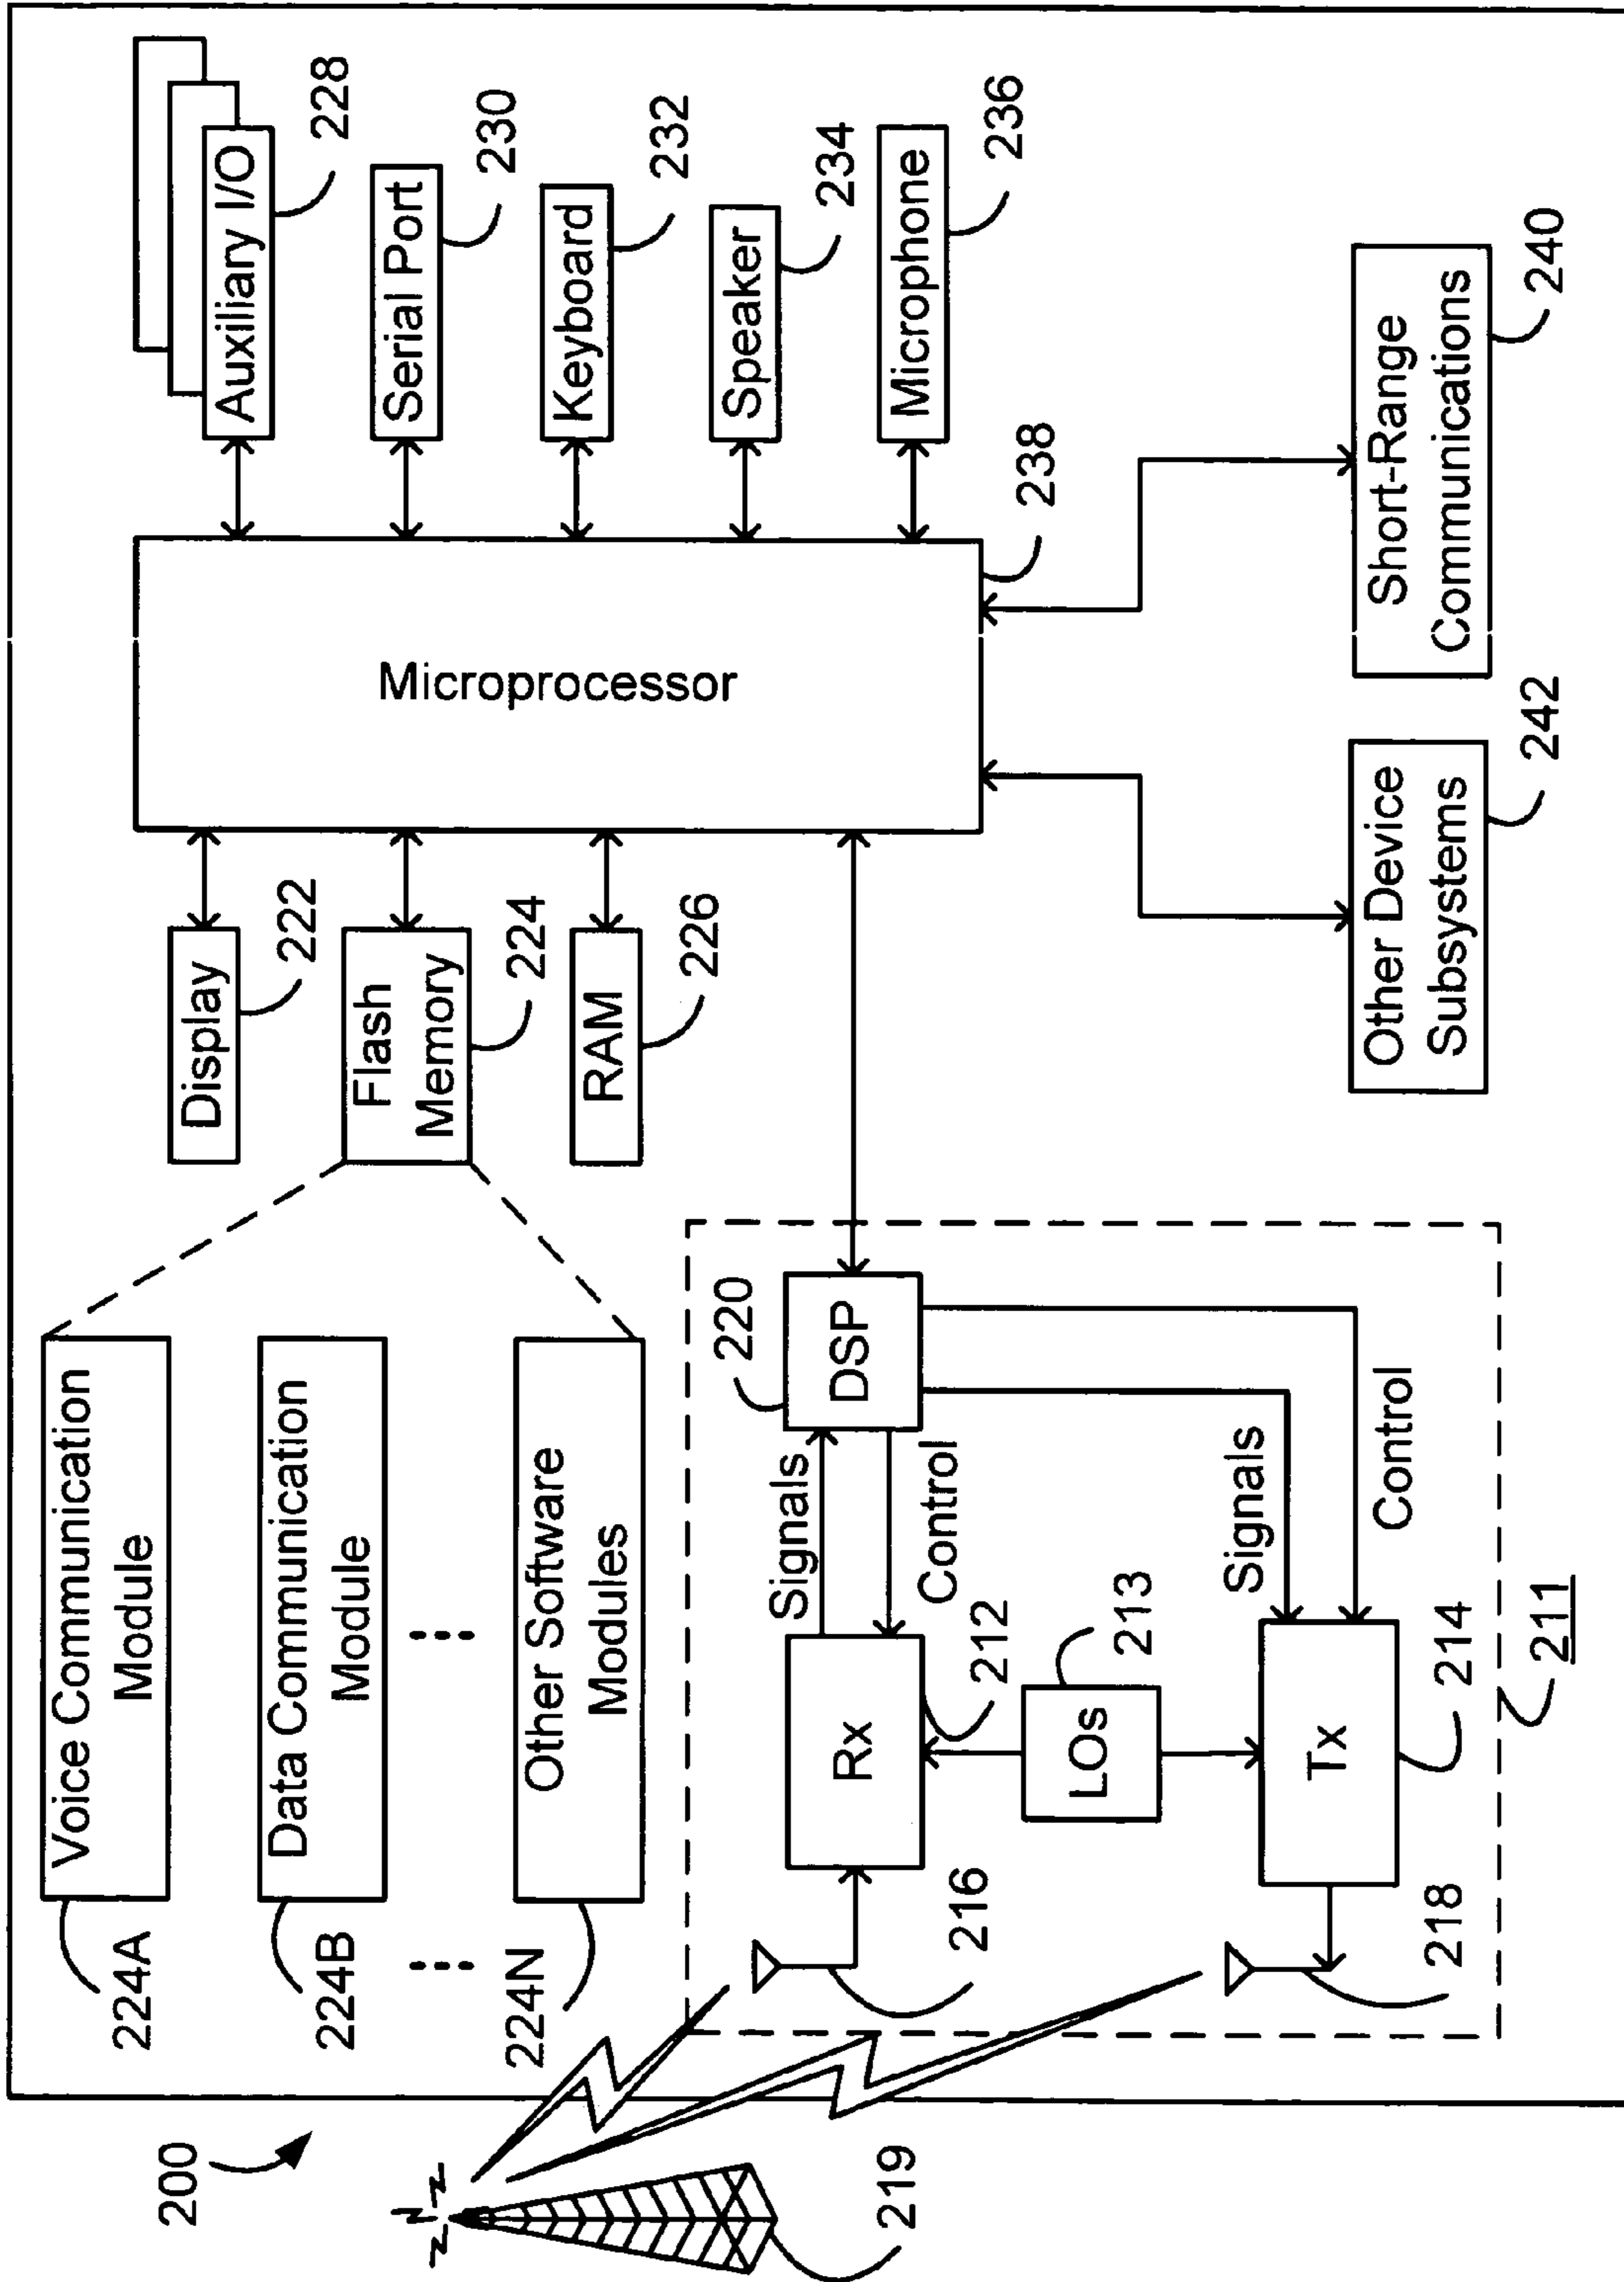 200
219
Voice Communication
Module
224A
Data Communication
Module
224B
Other Software
Modules
224N
Display
222
Flash
Memory
224
RAM
226
Microprocessor
238
Auxiliary I/O
228
Serial Port
230
Keyboard
232
Speaker
234
Microphone
236
Short-Range
Communications
240
Other Device
Subsystems
242
DSP
220
Signals
Control
Rx
212
LOs
213
Signals
Control
Tx
214
216
218
211